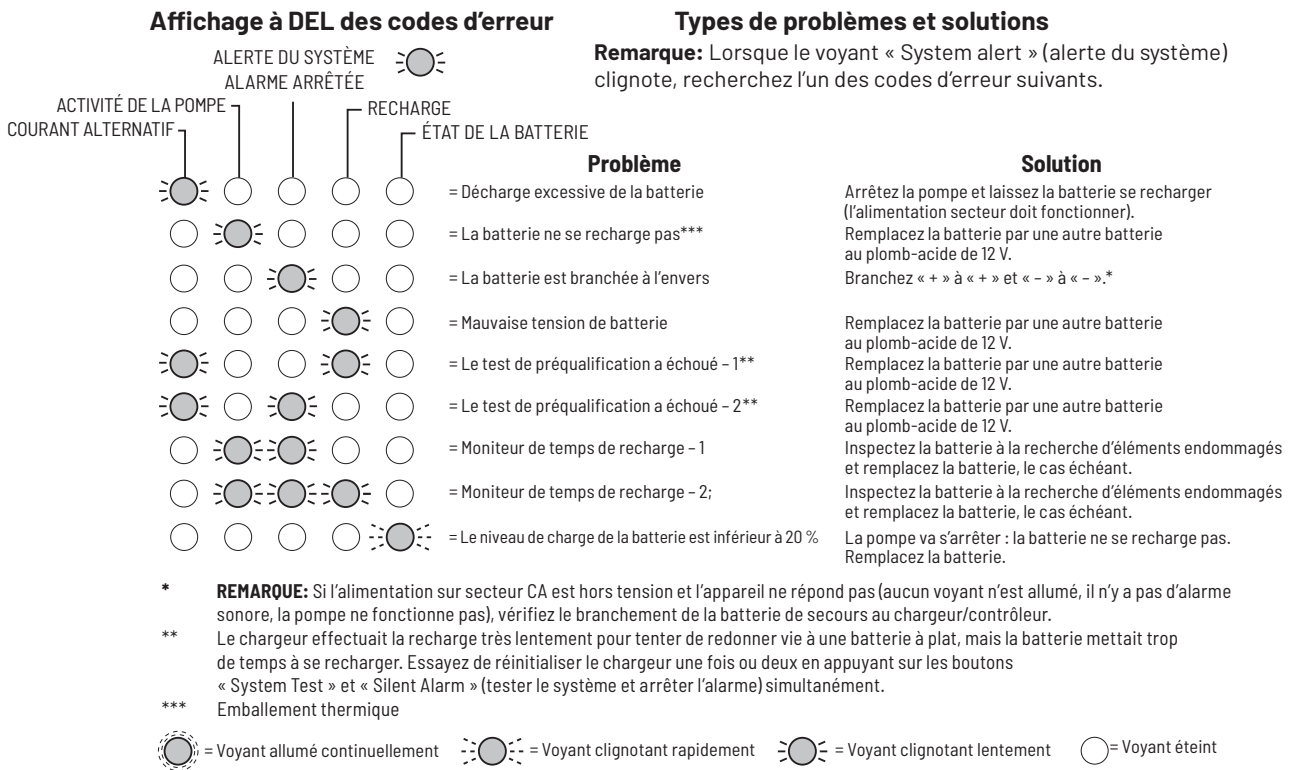 Affichage à DEL des codes d'erreur
Types de problèmes et solutions
Remarque: Lorsque le voyant « System alert » (alerte du système)
clignote, recherchez l'un des codes d'erreur suivants.
ALERTE DU SYSTÈME
ALARME ARRÊTÉE
ACTIVITÉ DE LA POMPE
RECHARGE
COURANT ALTERNATIF
ÉTAT DE LA BATTERIE
Problème
Solution
= Décharge excessive de la batterie
Arrêtez la pompe et laissez la batterie se recharger
(l'alimentation secteur doit fonctionner).
= La batterie ne se recharge pas***
Remplacez la batterie par une autre batterie
au plomb-acide de 12 V.
= La batterie est branchée à l'envers
Branchez « + » à « + » et « – » à « – ».*
= Mauvaise tension de batterie
Remplacez la batterie par une autre batterie
au plomb-acide de 12 V.
= Le test de préqualification a échoué – 1**
Remplacez la batterie par une autre batterie
au plomb-acide de 12 V.
= Le test de préqualification a échoué – 2**
Remplacez la batterie par une autre batterie
au plomb-acide de 12 V.
= Moniteur de temps de recharge – 1
Inspectez la batterie à la recherche d'éléments endommagés
et remplacez la batterie, le cas échéant.
= Moniteur de temps de recharge – 2;
Inspectez la batterie à la recherche d'éléments endommagés
et remplacez la batterie, le cas échéant.
= Le niveau de charge de la batterie est inférieur à 20 %
La pompe va s'arrêter : la batterie ne se recharge pas.
Remplacez la batterie.
* REMARQUE: Si l'alimentation sur secteur CA est hors tension et l'appareil ne répond pas (aucun voyant n'est allumé, il n'y a pas d'alarme
sonore, la pompe ne fonctionne pas), vérifiez le branchement de la batterie de secours au chargeur/contrôleur.
** Le chargeur effectuait la recharge très lentement pour tenter de redonner vie à une batterie à plat, mais la batterie mettait trop
de temps à se recharger. Essayez de réinitialiser le chargeur une fois ou deux en appuyant sur les boutons
« System Test » et « Silent Alarm » (tester le système et arrêter l'alarme) simultanément.
*** Emballement thermique
= Voyant allumé continuellement = Voyant clignotant rapidement = Voyant clignotant lentement = Voyant éteint